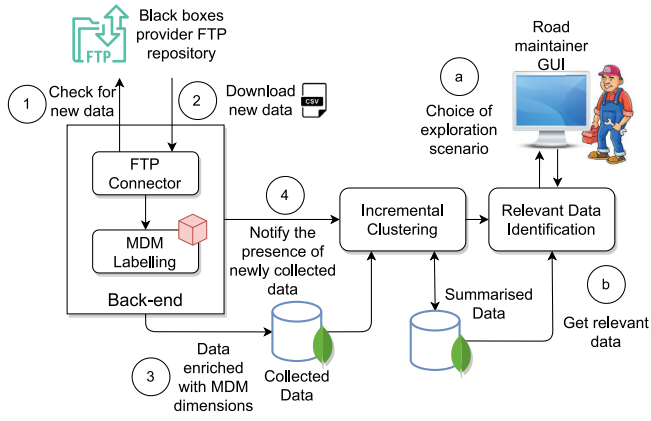 Black boxes
provider FTP
repository
FTP
1
Check for
new data
2
Download
new data
CSV
FTP
Connector
MDM
Labelling
Back-end
4
Notify the
presence of
newly collected
data
3
Data
enriched
with MDM
dimensions
Collected
Data
Incremental
Clustering
Summarised
Data
Relevant Data
Identification
a
Choice of
exploration
scenario
Road
maintainer
GUI
b
Get relevant
data